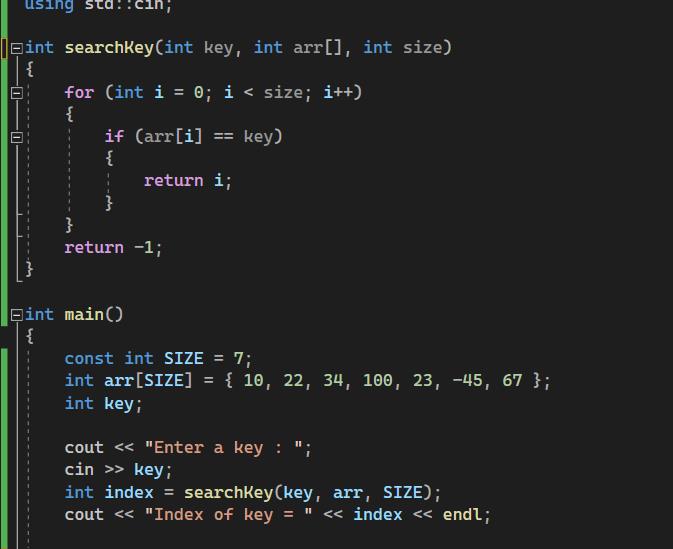 using std::cin;
int searchKey(int key, int arr[], int size)
{
for (int i = 0; i < size; i++)
{
if (arr[i] == key)
{
return i;
}
}
return -1;
}
int main()
{
const int SIZE = 7;
int arr[SIZE] = { 10, 22, 34, 100, 23, -45, 67 };
int key;
cout << "Enter a key : ";
cin >> key;
int index = searchKey(key, arr, SIZE);
cout << "Index of key = " << index << endl;